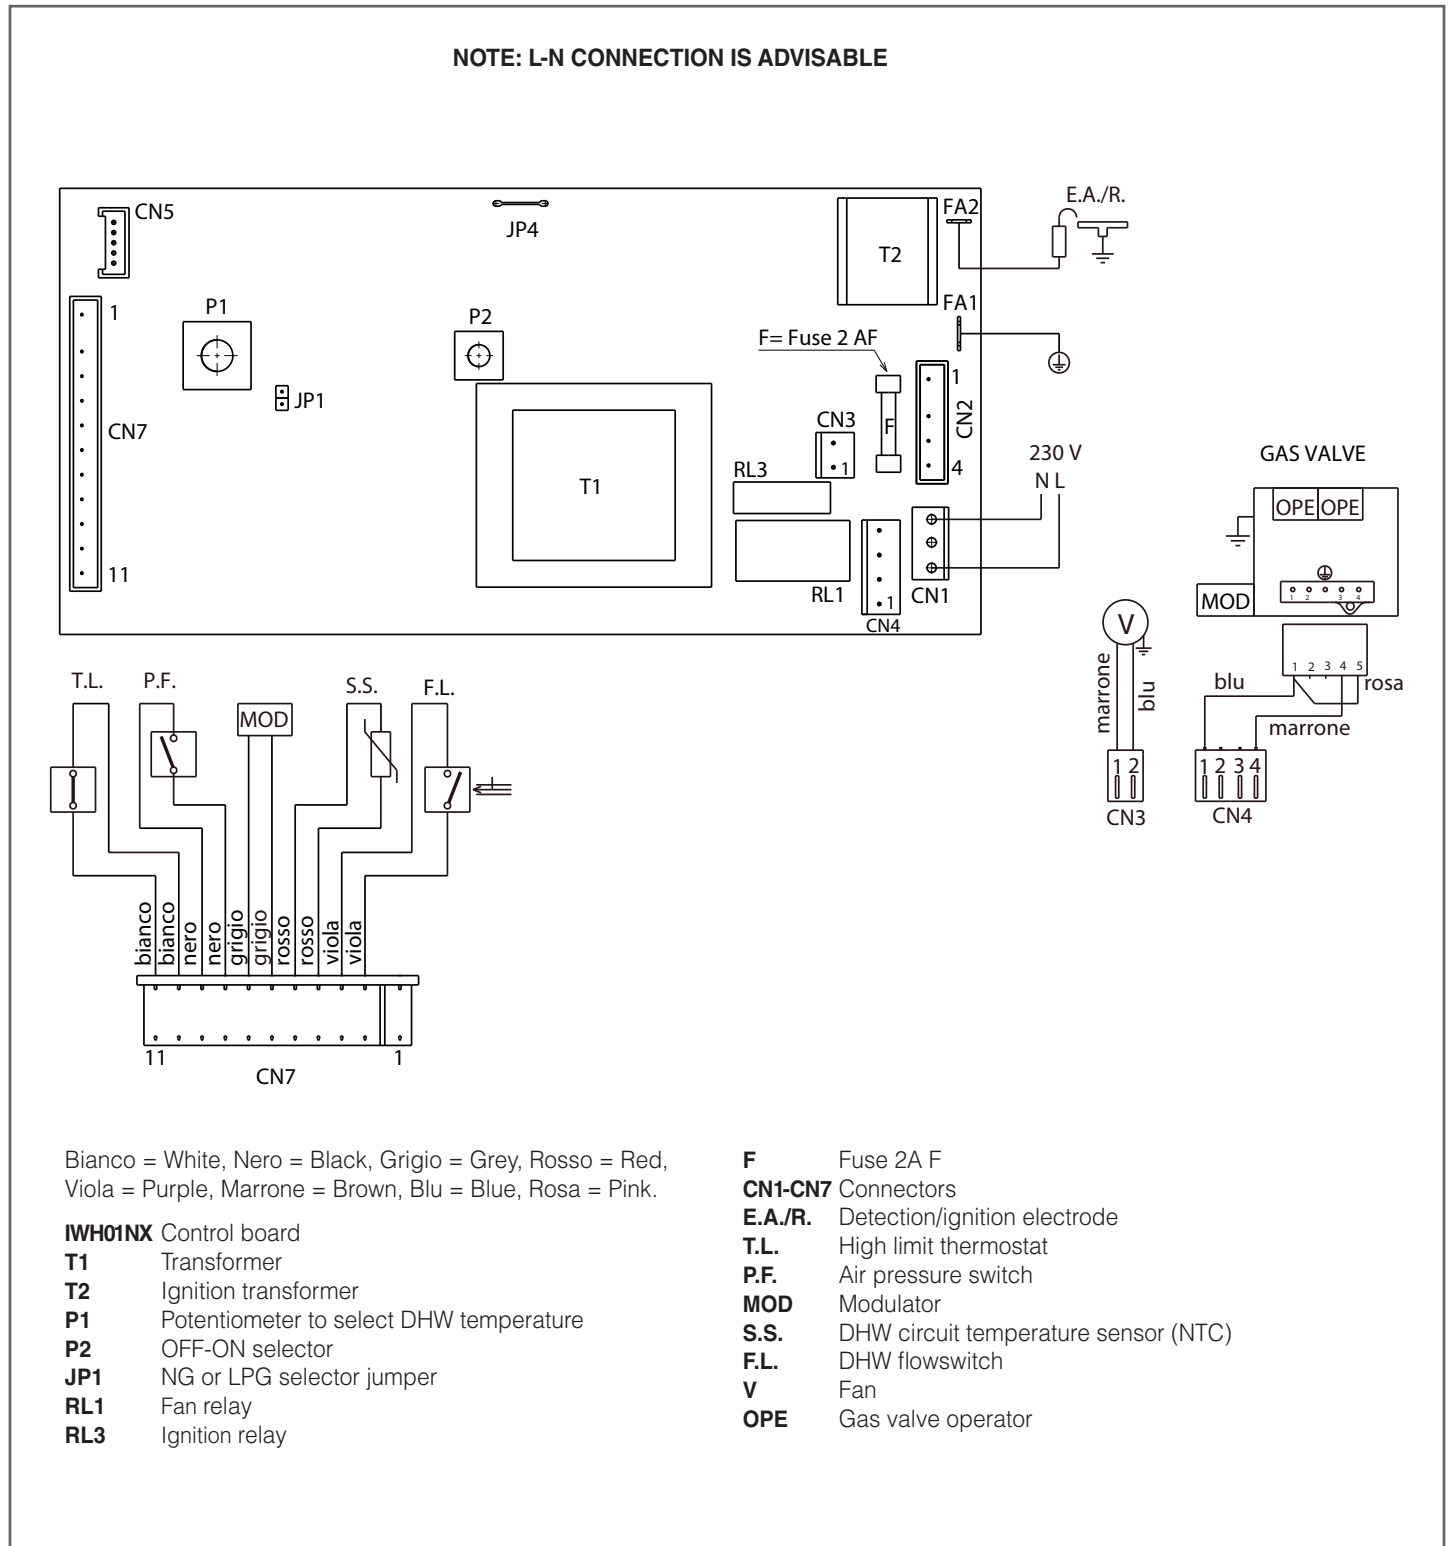 NOTE: L-N CONNECTION IS ADVISABLE
CN5
JP4
T2
FA2
E.A./R.
1
P1
P2
FA1
F= Fuse 2 AF
JP1
CN7
CN3
1
F
1
CN2
4
RL3
T1
230 V
N L
GAS VALVE
OPE OPE
11
RL1
1
CN4
CN1
MOD
1 2 3 4
V
marrone
blu
1 2
CN3
1 2 3 4 5
blu
rosa
marrone
1 2 3 4
CN4
T.L.
P.F.
MOD
S.S.
F.L.
bianco
bianco
nero
nero
grigio
grigio
rosso
rosso
viola
viola
11
1
CN7
Bianco = White, Nero = Black, Grigio = Grey, Rosso = Red,
Viola = Purple, Marrone = Brown, Blu = Blue, Rosa = Pink.
IWH01NX Control board
T1 Transformer
T2 Ignition transformer
P1 Potentiometer to select DHW temperature
P2 OFF-ON selector
JP1 NG or LPG selector jumper
RL1 Fan relay
RL3 Ignition relay
F Fuse 2A F
CN1-CN7 Connectors
E.A./R. Detection/ignition electrode
T.L. High limit thermostat
P.F. Air pressure switch
MOD Modulator
S.S. DHW circuit temperature sensor (NTC)
F.L. DHW flowswitch
V Fan
OPE Gas valve operator